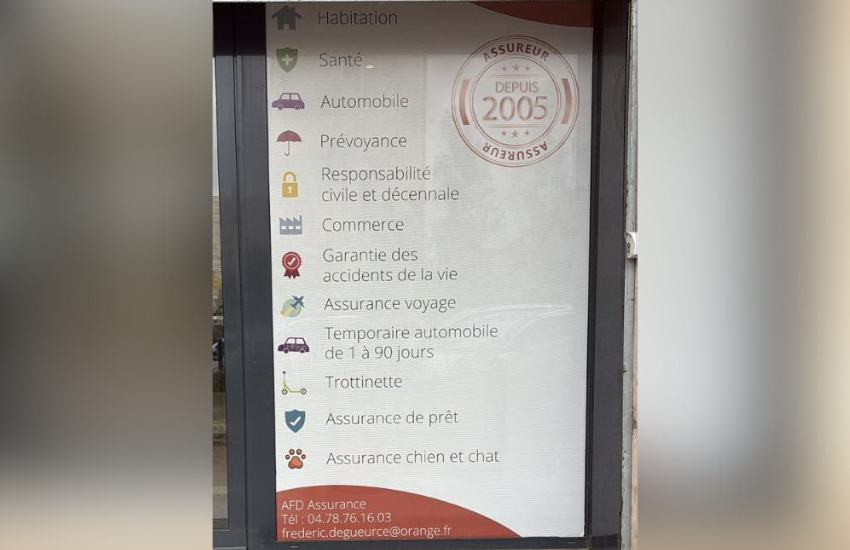 Habitation
Santé
ASSUREUR
DEPUIS
2005
ASSUREUR
Automobile
Prévoyance
Responsabilité
civile et décennale
Commerce
Garantie des
accidents de la vie
Assurance voyage
Temporaire automobile
de 1 à 90 jours
Trottinette
Assurance de prêt
Assurance chien et chat
AFD Assurance
Tél : 04.78.76.16.03
frederic.degueurce@orange.fr